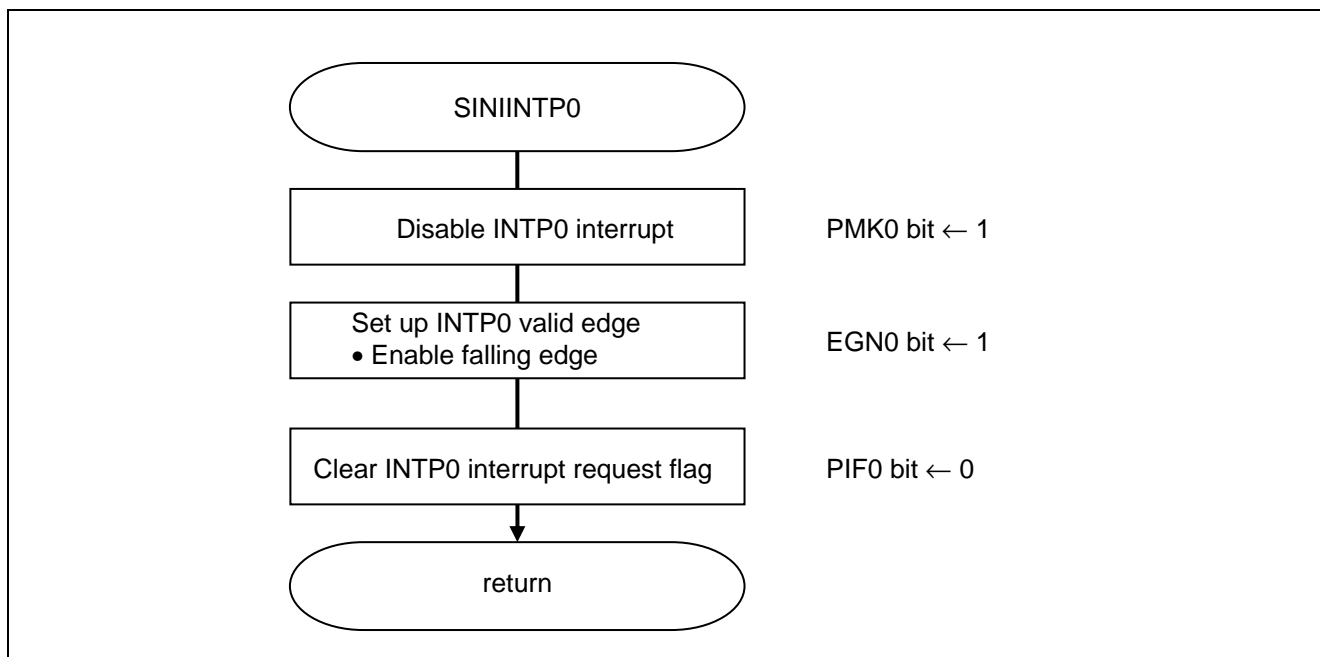 SINIINTP0
Disable INTP0 interrupt
PMK0 bit ← 1
Set up INTP0 valid edge
• Enable falling edge
EGN0 bit ← 1
Clear INTP0 interrupt request flag
PIF0 bit ← 0
return